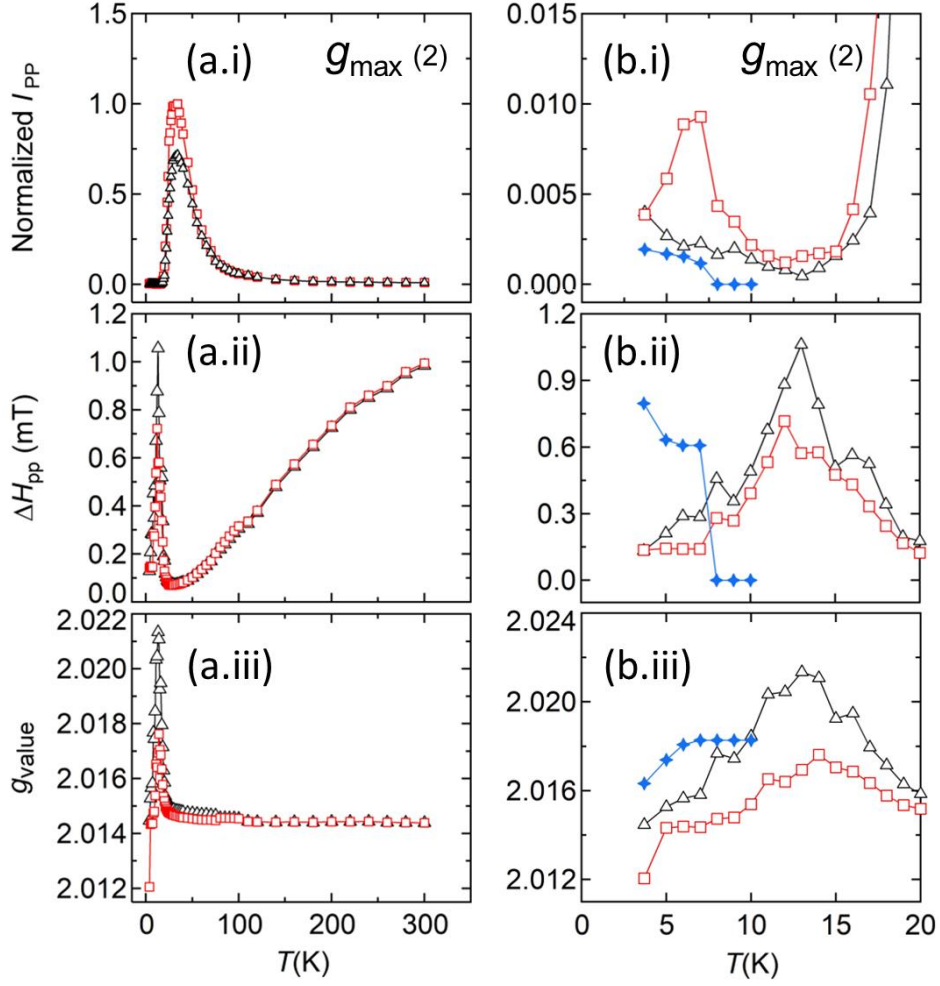 (a.i)
gmax (2)
Normalized IPP
1.5
1.0
0.5
0.0
(b.i)
gmax (2)
0.015
0.010
0.005
0.000
(a.ii)
ΔHpp (mT)
1.2
1.0
0.8
0.6
0.4
0.2
0.0
(b.ii)
1.2
0.9
0.6
0.3
0.0
(a.iii)
gvalue
2.022
2.020
2.018
2.016
2.014
2.012
0 50 100 150 200 250 300
T(K)
(b.iii)
2.024
2.020
2.016
2.012
0 5 10 15 20
T(K)